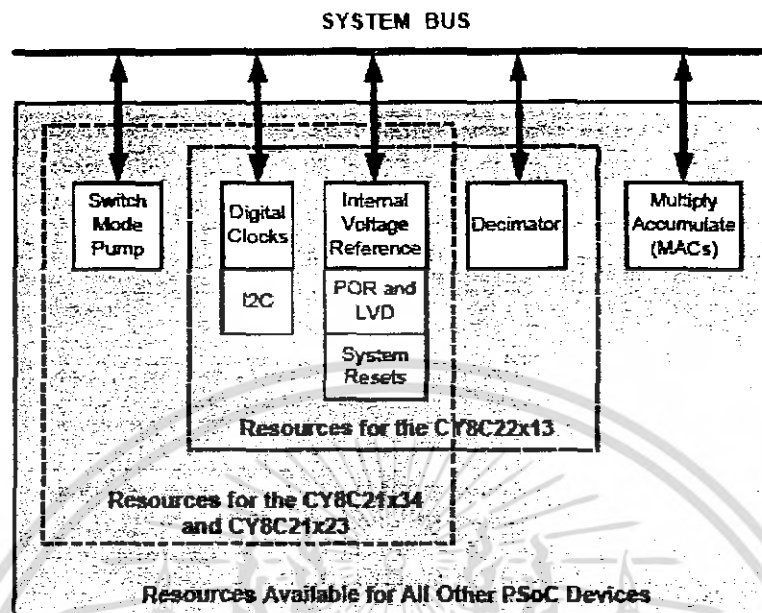 SYSTEM BUS
Switch
Mode
Pump
Digital
Clocks
I2C
Internal
Voltage
Reference
POR and
LVD
System
Resets
Decimator
Multiply
Accumulate
(MACs)
Resources for the CY8C22x13
Resources for the CY8C21x34
and CY8C21x23
Resources Available for All Other PSoC Devices